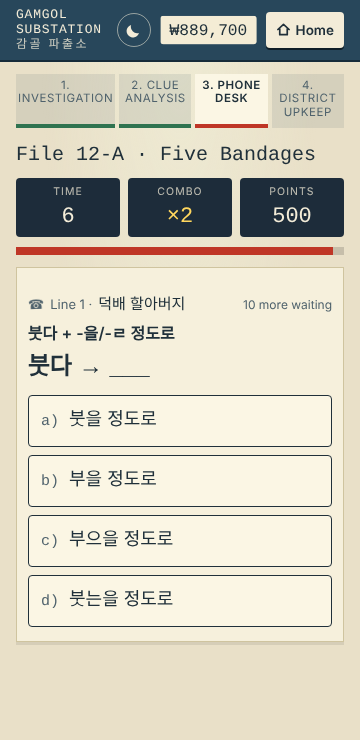 GAMGOL
SUBSTATION
감골 파출소
₩889,700
Home
1. INVESTIGATION
2. CLUE ANALYSIS
3. PHONE DESK
4. DISTRICT UPKEEP
File 12-A · Five Bandages
TIME
6
COMBO
×2
POINTS
500
☎ Line 1 · 덕배 할아버지
10 more waiting
붓다 + -을/-ㄹ 정도로
붓다 → ___
a) 붓을 정도로
b) 부을 정도로
c) 부으을 정도로
d) 붓는을 정도로